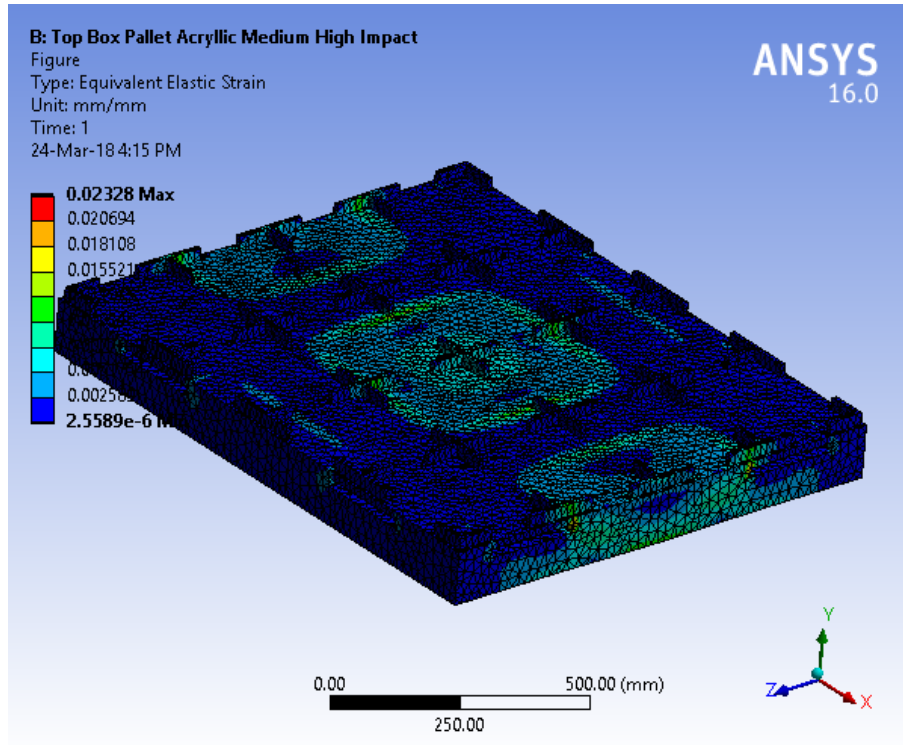 B: Top Box Pallet Acryllic Medium High Impact
Figure
Type: Equivalent Elastic Strain
Unit: mm/mm
Time: 1
24-Mar-18 4:15 PM
ANSYS
16.0
0.02328 Max
0.020694
0.018108
0.015521
2.5589e-6
0.00
500.00 (mm)
250.00
Y
Z
X